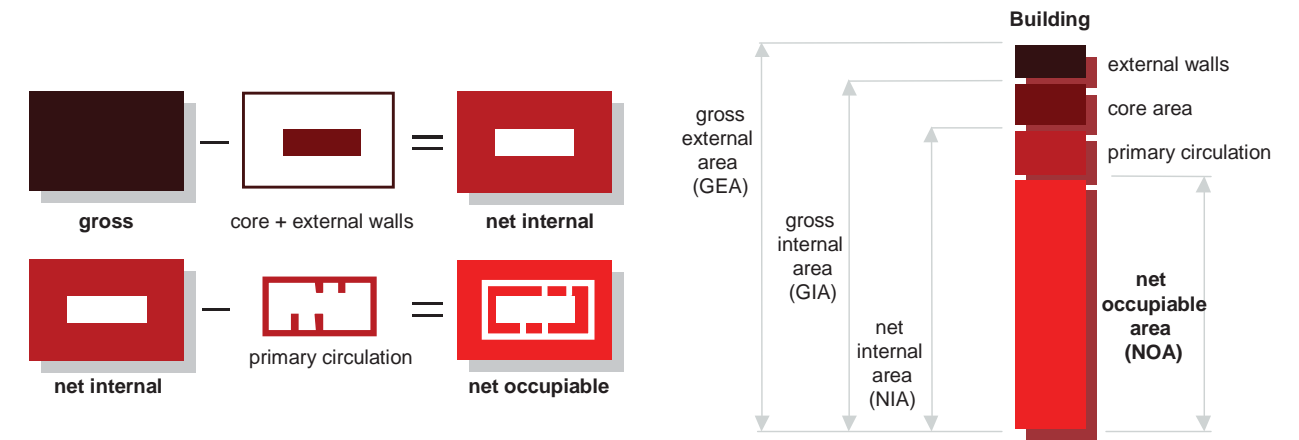 gross
core + external walls
net internal
net internal
primary circulation
net occupiable
Building
external walls
core area
primary circulation
gross
external
area
(GEA)
gross
internal
area
(GIA)
net
internal
area
(NIA)
net
occupiable
area
(NOA)